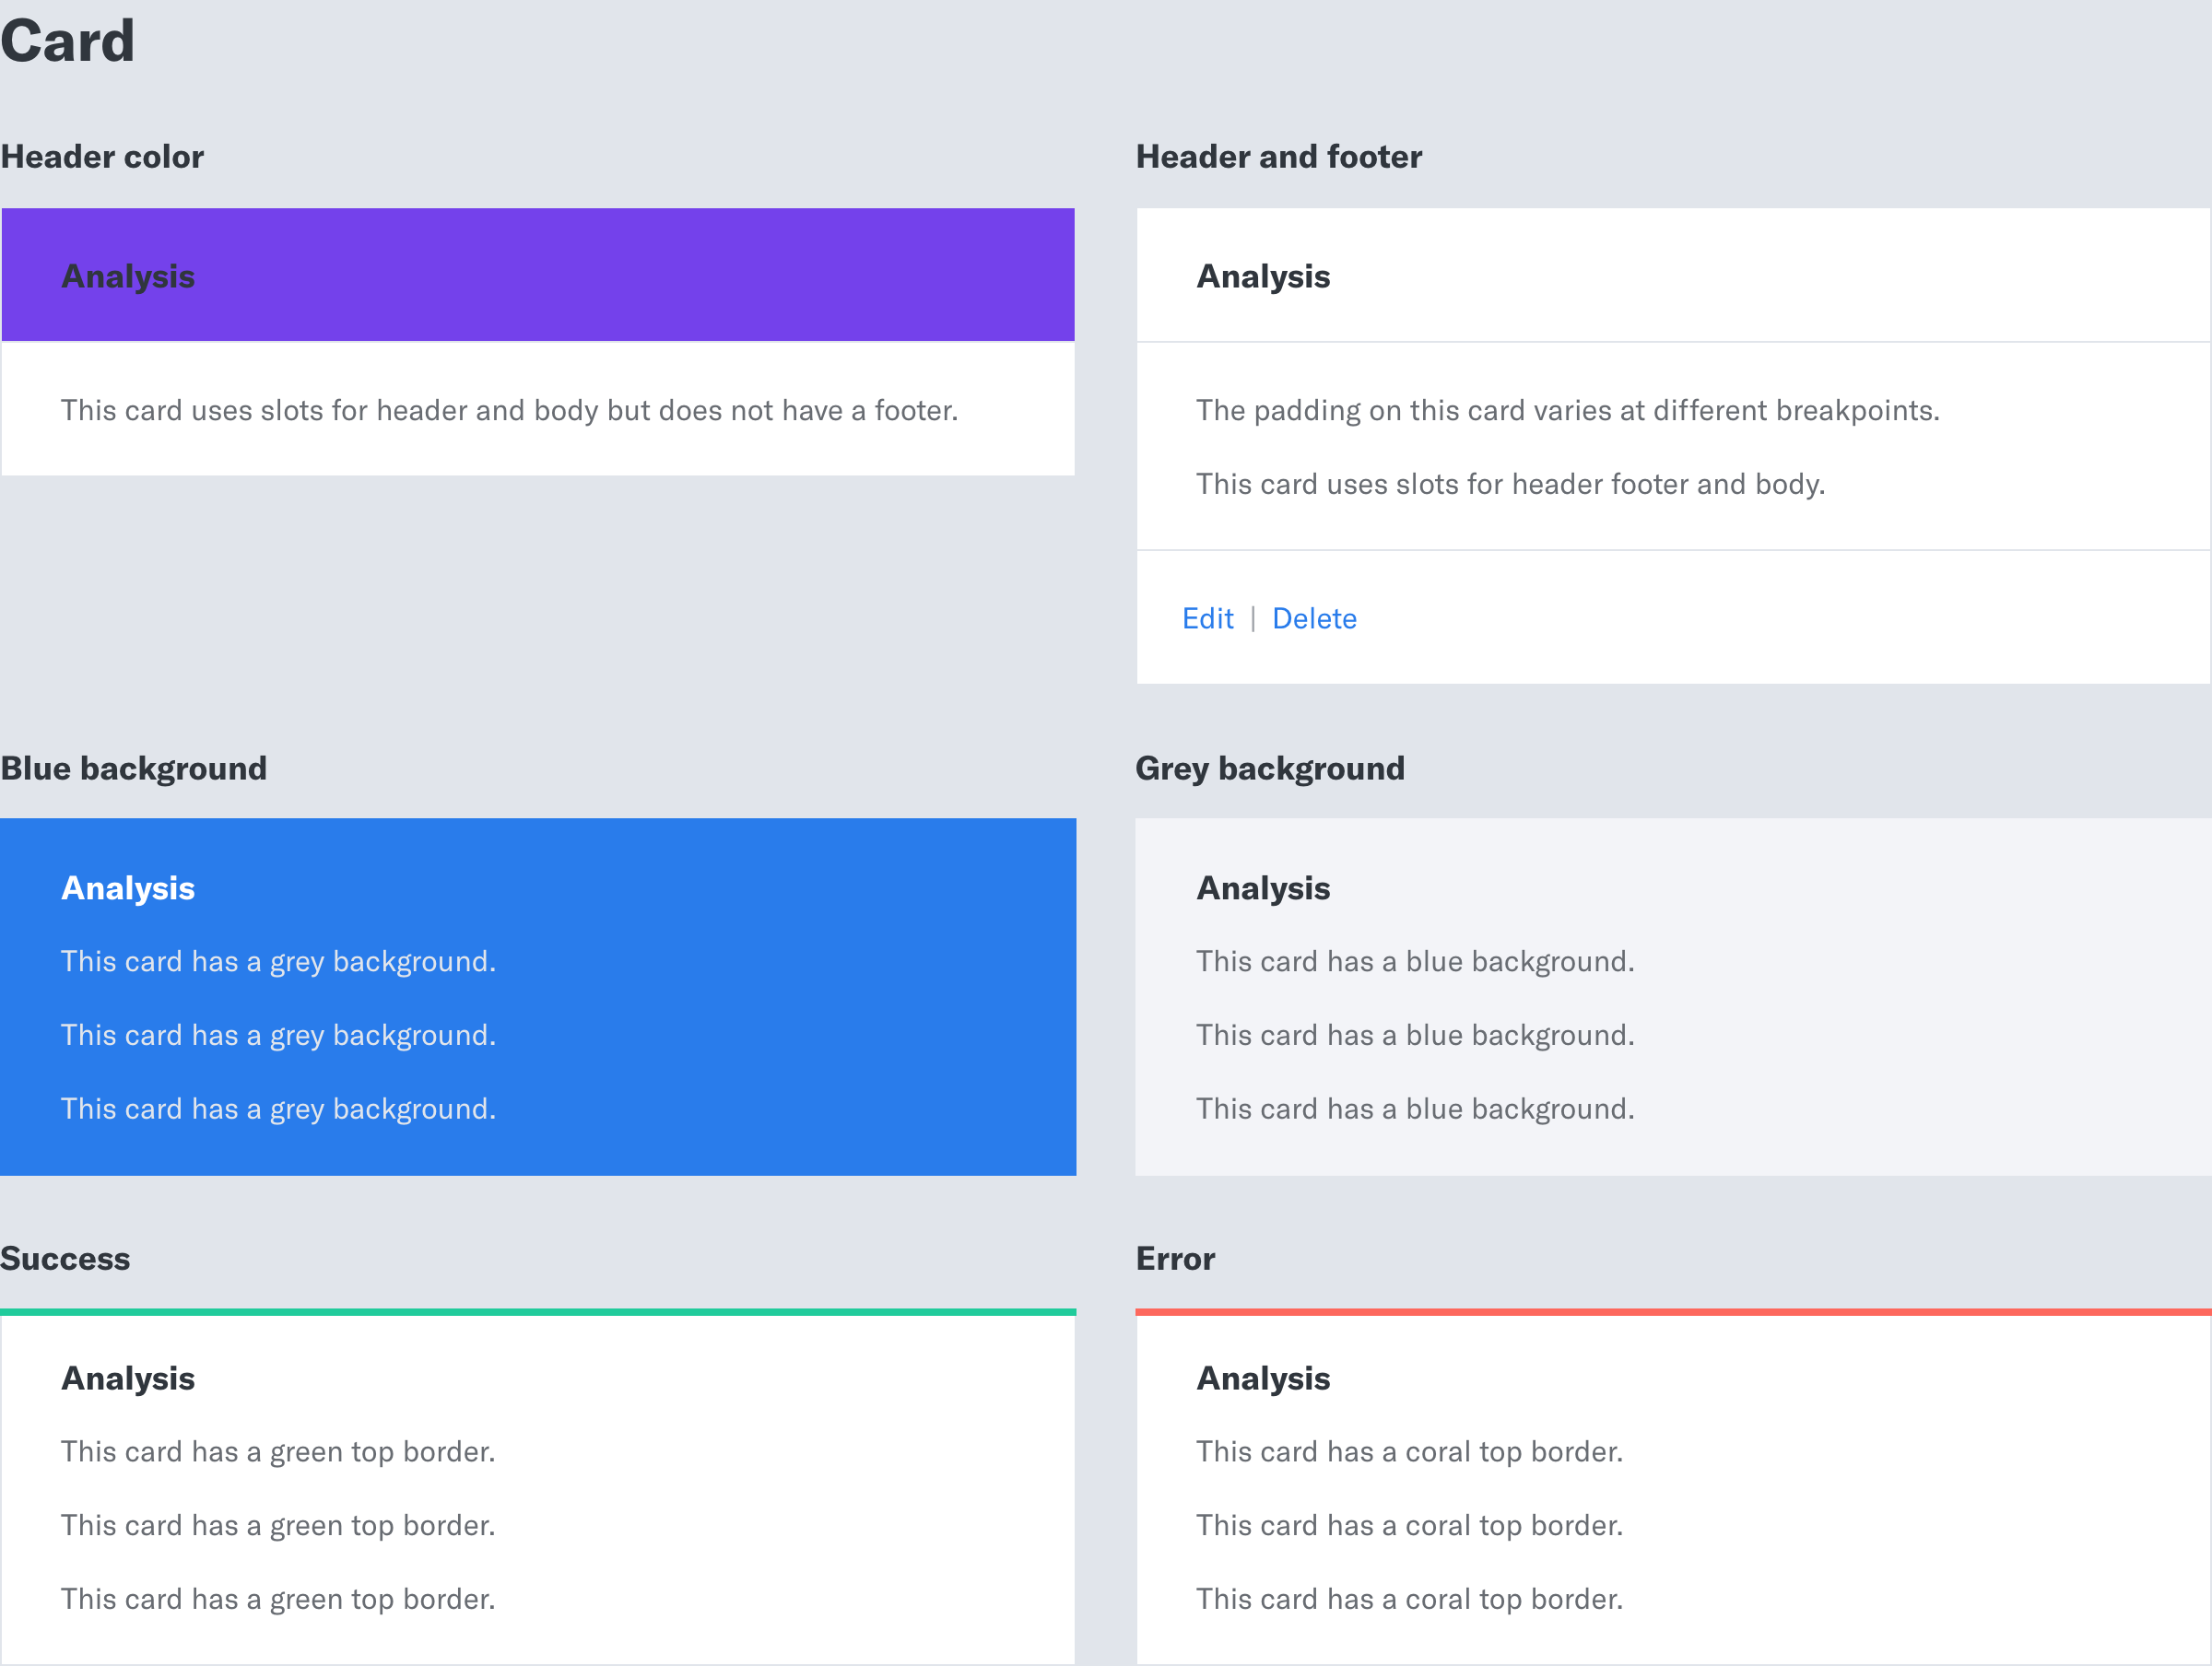 Card
Header color
Analysis
This card uses slots for header and body but does not have a footer.
Header and footer
Analysis
The padding on this card varies at different breakpoints.
This card uses slots for header footer and body.
Edit | Delete
Blue background
Analysis
This card has a grey background.
This card has a grey background.
This card has a grey background.
Grey background
Analysis
This card has a blue background.
This card has a blue background.
This card has a blue background.
Success
Analysis
This card has a green top border.
This card has a green top border.
This card has a green top border.
Error
Analysis
This card has a coral top border.
This card has a coral top border.
This card has a coral top border.